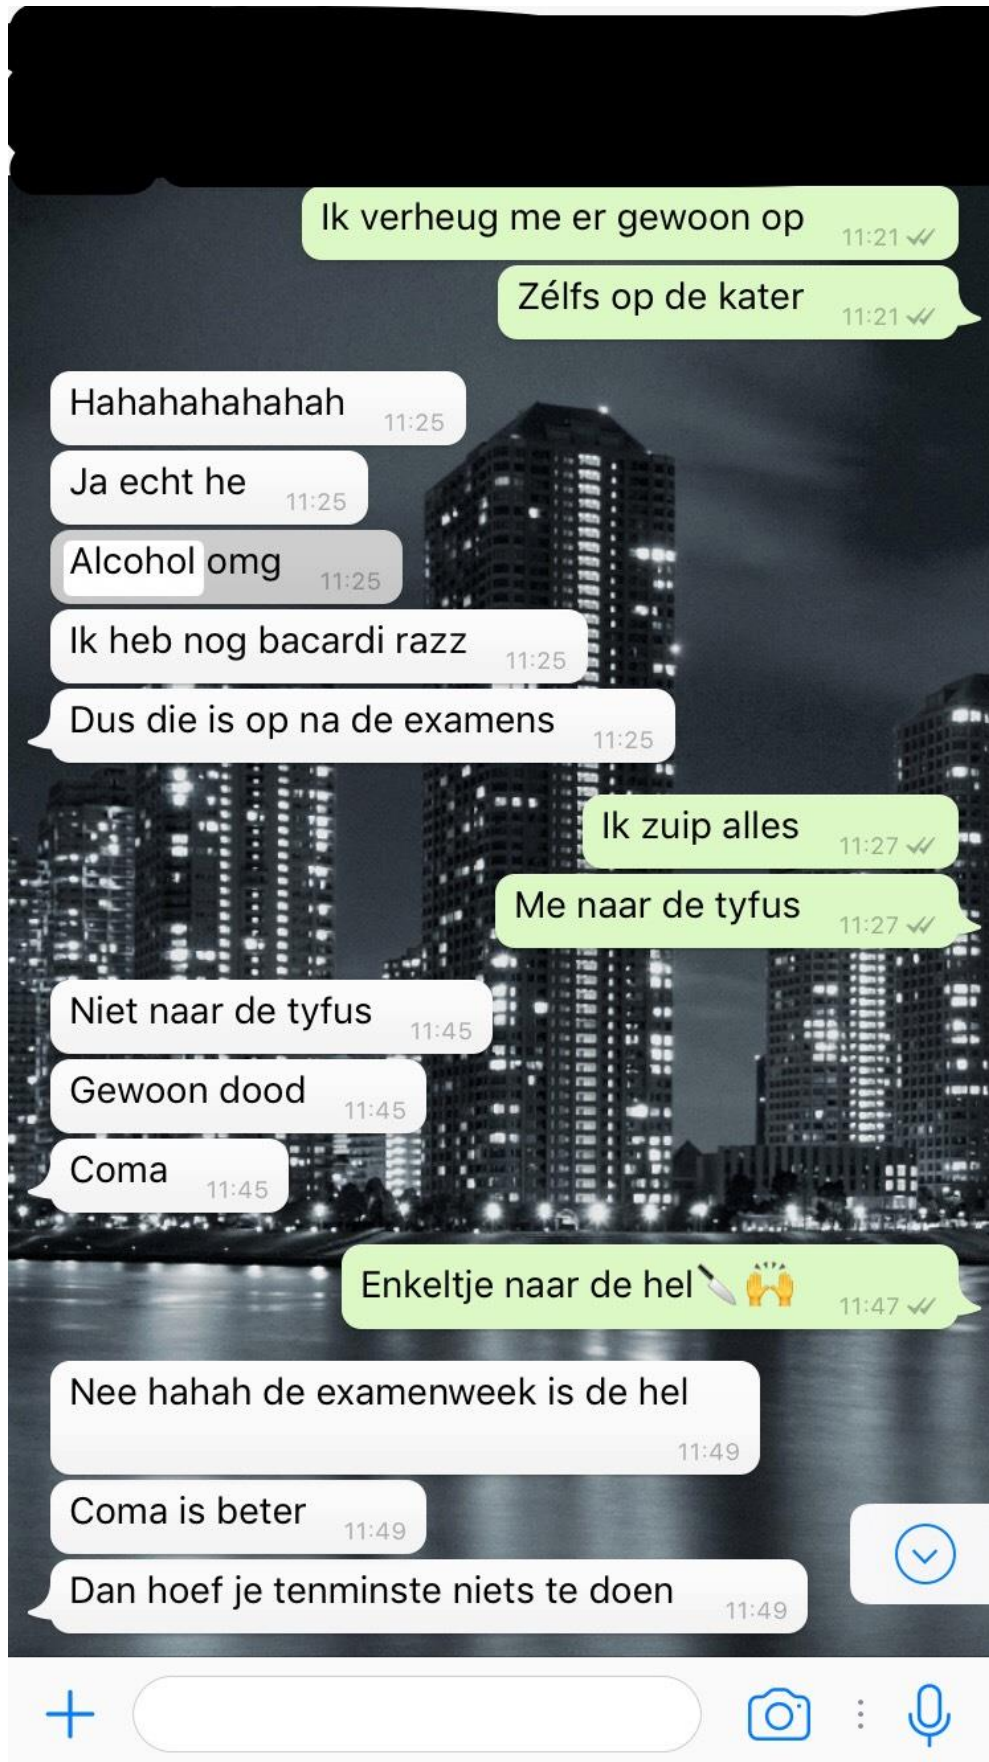 Ik verheug me er gewoon op 11:21
Zélfs op de kater 11:21
Hahahahahahah 11:25
Ja echt he 11:25
Alcohol omg 11:25
Ik heb nog bacardi razz 11:25
Dus die is op na de examens 11:25
Ik zuip alles 11:27
Me naar de tyfus 11:27
Niet naar de tyfus 11:45
Gewoon dood 11:45
Coma 11:45
Enkeltje naar de hel🔪🙌 11:47
Nee hahah de examenweek is de hel
11:49
Coma is beter 11:49
Dan hoef je tenminste niets te doen 11:49